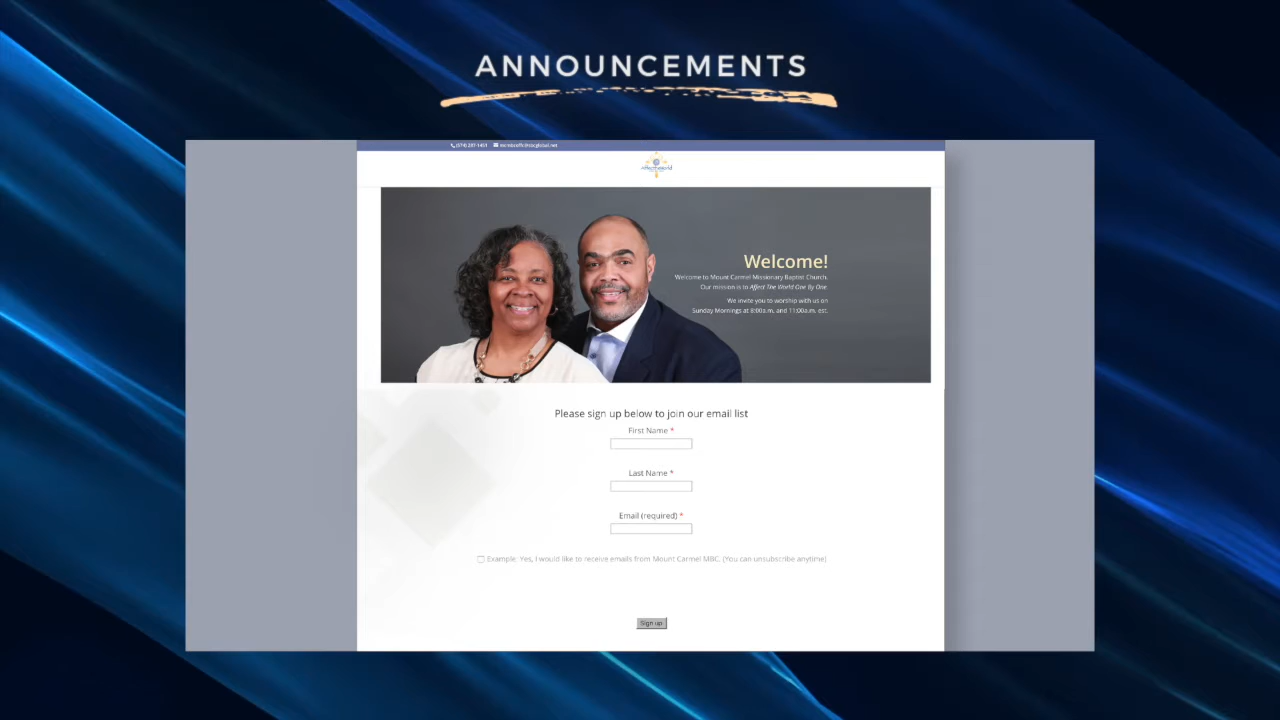 ANNOUNCEMENTS
(574) 287-1451
Welcome!
Welcome to Mount Carmel Missionary Baptist Church.
Our mission is to Affect The World One By One.
We invite you to worship with us on
Sunday Mornings at 8:00a.m. and 11:00a.m. est.
Please sign up below to join our email list
First Name *
Last Name *
Email (required) *
Example: Yes, I would like to receive emails from Mount Carmel MBC. (You can unsubscribe anytime)
Sign up